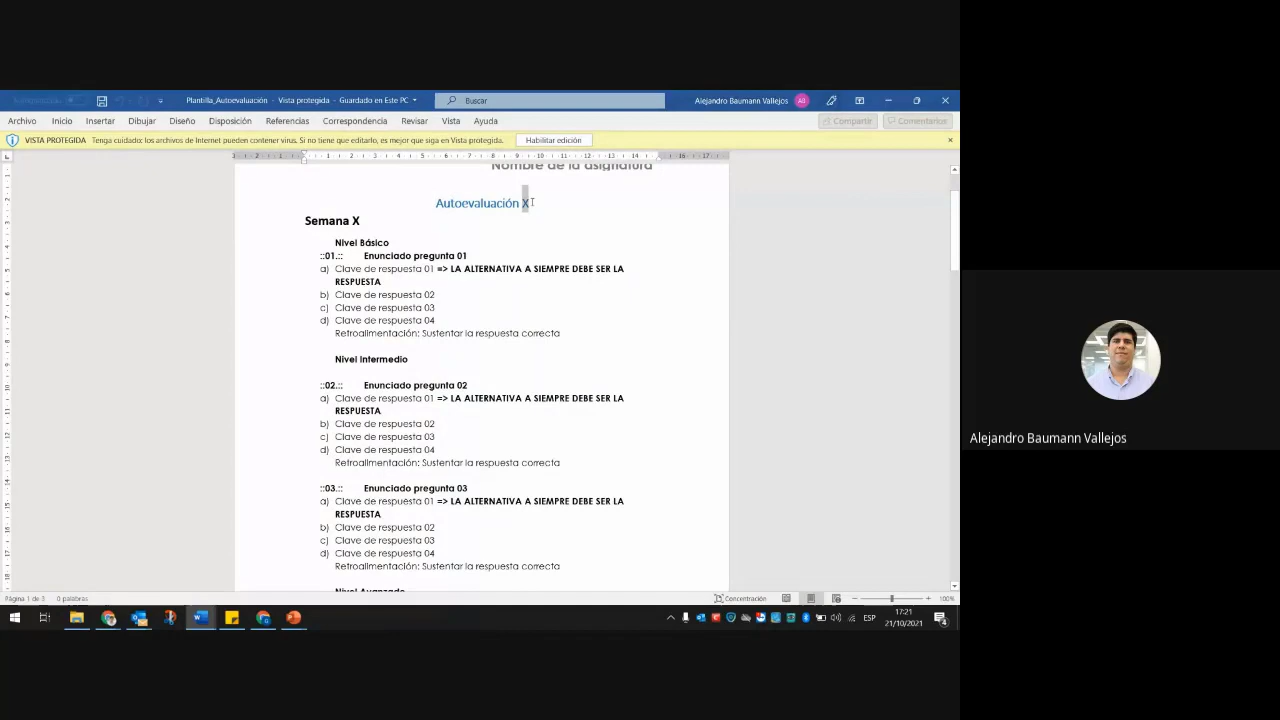 Plantilla_Autoevaluación - Vista protegida - Guardado en Este PC
Buscar
Alejandro Baumann Vallejos
AB
Archivo Inicio Insertar Dibujar Diseño Disposición Referencias Correspondencia Revisar Vista Ayuda
Compartir
Comentarios
VISTA PROTEGIDA Tenga cuidado: los archivos de Internet pueden contener virus. Si no tiene que editarlo, es mejor que siga en Vista protegida.
Habilitar edición
Nombre de la asignatura
Autoevaluación X
Semana X
Nivel Básico
::01.:: Enunciado pregunta 01
a) Clave de respuesta 01 => LA ALTERNATIVA A SIEMPRE DEBE SER LA
RESPUESTA
b) Clave de respuesta 02
c) Clave de respuesta 03
d) Clave de respuesta 04
Retroalimentación: Sustentar la respuesta correcta
Nivel Intermedio
::02.:: Enunciado pregunta 02
a) Clave de respuesta 01 => LA ALTERNATIVA A SIEMPRE DEBE SER LA
RESPUESTA
b) Clave de respuesta 02
c) Clave de respuesta 03
d) Clave de respuesta 04
Retroalimentación: Sustentar la respuesta correcta
::03.:: Enunciado pregunta 03
a) Clave de respuesta 01 => LA ALTERNATIVA A SIEMPRE DEBE SER LA
RESPUESTA
b) Clave de respuesta 02
c) Clave de respuesta 03
d) Clave de respuesta 04
Retroalimentación: Sustentar la respuesta correcta
Nivel Avanzado
Página 1 de 3 0 palabras
Concentración
100%
ESP
17:21
21/10/2021
Alejandro Baumann Vallejos